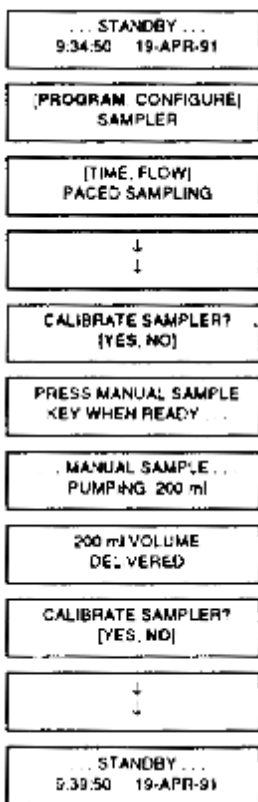 ... STANDBY ...
9:34:50 19-APR-91
[PROGRAM, CONFIGURE]
SAMPLER
[TIME, FLOW]
PACED SAMPLING
↓
↓
CALIBRATE SAMPLER?
[YES, NO]
PRESS MANUAL SAMPLE
KEY WHEN READY ...
. MANUAL SAMPLE ...
PUMPING 200 ml
200 ml VOLUME
DELIVERED
CALIBRATE SAMPLER?
[YES, NO]
↓
↓
... STANDBY ...
9:39:50 19-APR-91